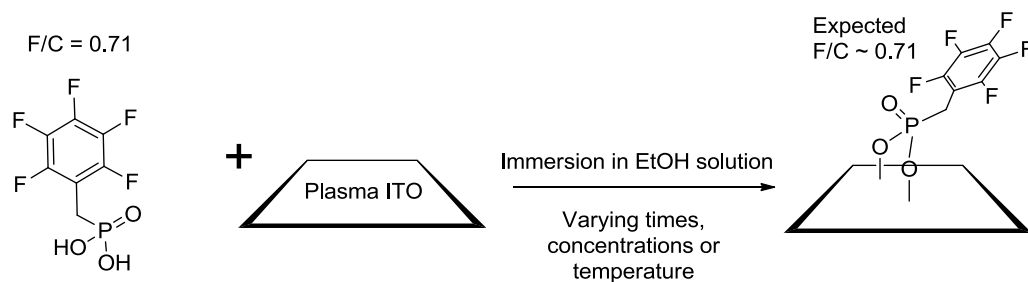 F/C = 0.71
F
F
F
F
F
P
O
HO
OH
+
Plasma ITO
Immersion in EtOH solution
Varying times,
concentrations or
temperature
Expected
F/C ~ 0.71
F
F
F
F
F
O
P
O
O